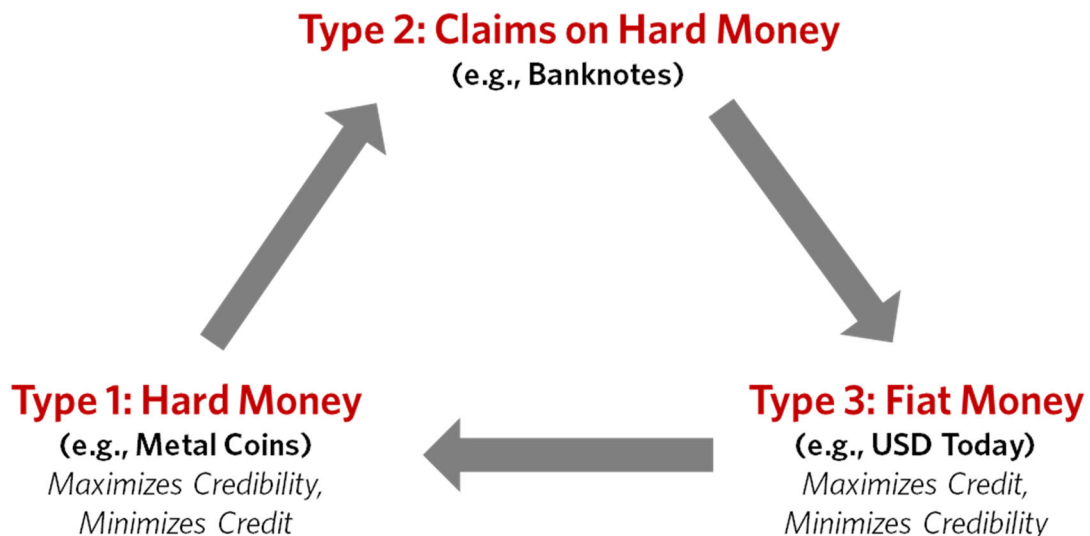 Type 2: Claims on Hard Money
(e.g., Banknotes)
Type 1: Hard Money
(e.g., Metal Coins)
Maximizes Credibility,
Minimizes Credit
Type 3: Fiat Money
(e.g., USD Today)
Maximizes Credit,
Minimizes Credibility